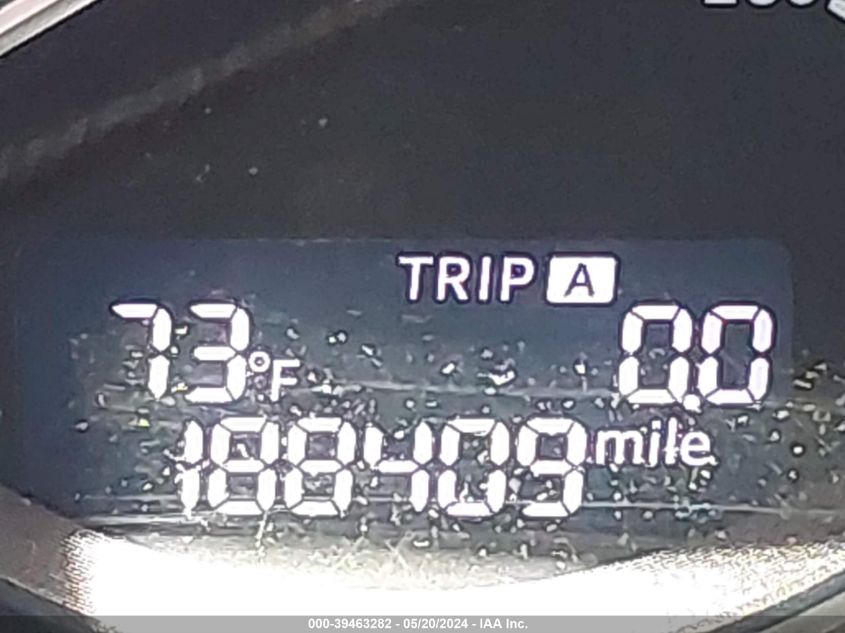 TRIP A
73°F 0.0
188409 mile
000-39463282 - 05/20/2024 - IAA Inc.